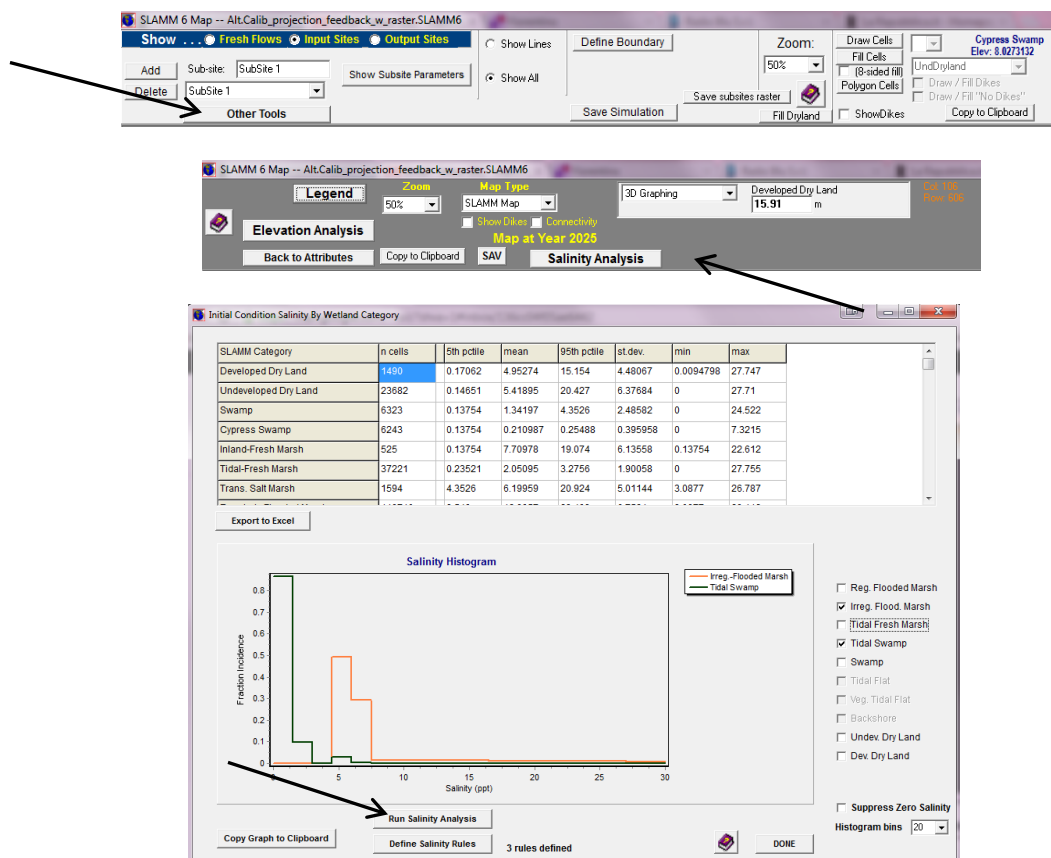 SLAMM 6 Map -- Alt.Calib_projection_feedback_w_raster.SLAMM6
Show . . . Fresh Flows Input Sites Output Sites
Add Sub-site: SubSite 1 Show Subsite Parameters
Delete SubSite 1
Other Tools
Show Lines
Show All
Define Boundary
Save Simulation
Zoom:
50%
Save subsites raster
Fill Dryland
Draw Cells
Fill Cells
(8-sided fill)
Polygon Cells
ShowDikes
Cypress Swamp
Elev: 8.0273132
UndDryland
Draw / Fill Dikes
Draw / Fill "No Dikes"
Copy to Clipboard
SLAMM 6 Map -- Alt.Calib_projection_feedback_w_raster.SLAMM6
Legend
Elevation Analysis
Back to Attributes
Zoom
50%
Map Type
SLAMM Map
Show Dikes Connectivity
Map at Year 2025
Copy to Clipboard SAV Salinity Analysis
3D Graphing
Developed Dry Land
15.91 m
Col: 106
Row: 606
Initial Condition Salinity By Wetland Category
SLAMM Category n cells 5th pctile mean 95th pctile st.dev. min max
Developed Dry Land 1490 0.17062 4.95274 15.154 4.48067 0.0094798 27.747
Undeveloped Dry Land 23682 0.14651 5.41895 20.427 6.37684 0 27.71
Swamp 6323 0.13754 1.34197 4.3526 2.48582 0 24.522
Cypress Swamp 6243 0.13754 0.210987 0.25488 0.395958 0 7.3215
Inland-Fresh Marsh 525 0.13754 7.70978 19.074 6.13558 0.13754 22.612
Tidal-Fresh Marsh 37221 0.23521 2.05095 3.2756 1.90058 0 27.755
Trans. Salt Marsh 1594 4.3526 6.19959 20.924 5.01144 3.0877 26.787
Export to Excel
Salinity Histogram
Irreg.-Flooded Marsh
Tidal Swamp
Fraction Incidence
0.8
0.7
0.6
0.5
0.4
0.3
0.2
0.1
0
5 10 15 20 25 30
Salinity (ppt)
Reg. Flooded Marsh
Irreg. Flood. Marsh
Tidal Fresh Marsh
Tidal Swamp
Swamp
Tidal Flat
Veg. Tidal Flat
Backshore
Undev. Dry Land
Dev. Dry Land
Suppress Zero Salinity
Histogram bins 20
Run Salinity Analysis
Copy Graph to Clipboard
Define Salinity Rules
3 rules defined
DONE